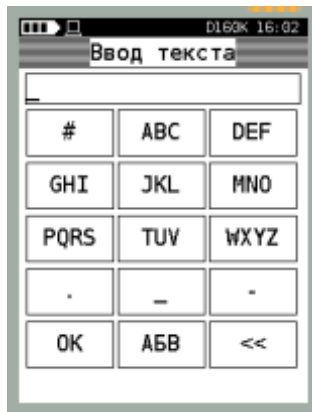 D160K 16:02
Ввод текста
_
# ABC DEF
GHI JKL MNO
PQRS TUV WXYZ
. _ -
OK АБВ <<